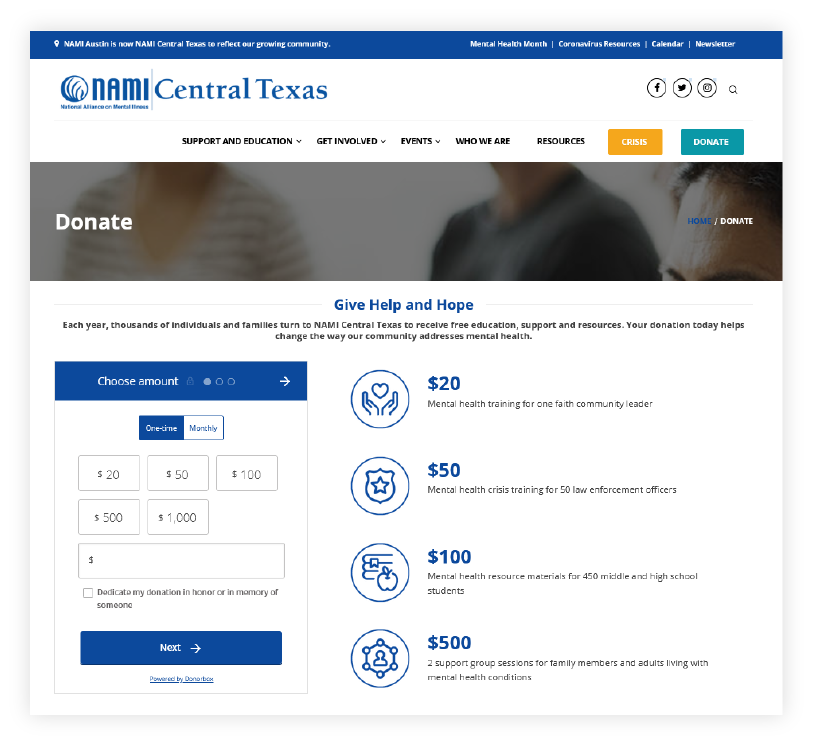 NAMI Austin is now NAMI Central Texas to reflect our growing community.
Mental Health Month | Coronavirus Resources | Calendar | Newsletter
NAMI Central Texas
National Alliance on Mental Illness
SUPPORT AND EDUCATION GET INVOLVED EVENTS WHO WE ARE RESOURCES CRISIS DONATE
Donate
HOME / DONATE
Give Help and Hope
Each year, thousands of individuals and families turn to NAMI Central Texas to receive free education, support and resources. Your donation today helps
change the way our community addresses mental health.
Choose amount
One-time Monthly
$ 20 $ 50 $ 100
$ 500 $ 1,000
$
Dedicate my donation in honor or in memory of
someone
Next
Powered by Donorbox
$20
Mental health training for one faith community leader
$50
Mental health crisis training for 50 law enforcement officers
$100
Mental health resource materials for 450 middle and high school
students
$500
2 support group sessions for family members and adults living with
mental health conditions